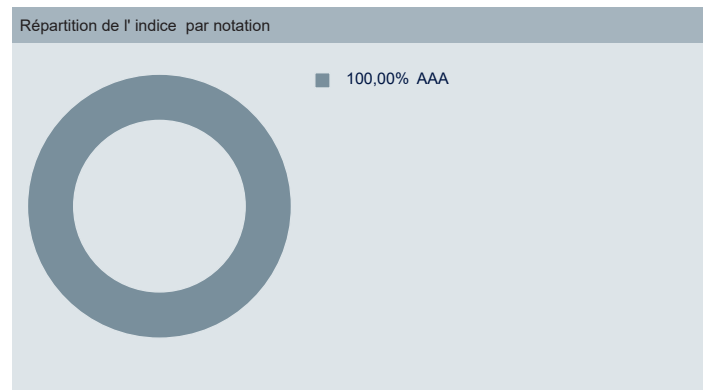 Répartition de l' indice  par notation
100,00%  AAA